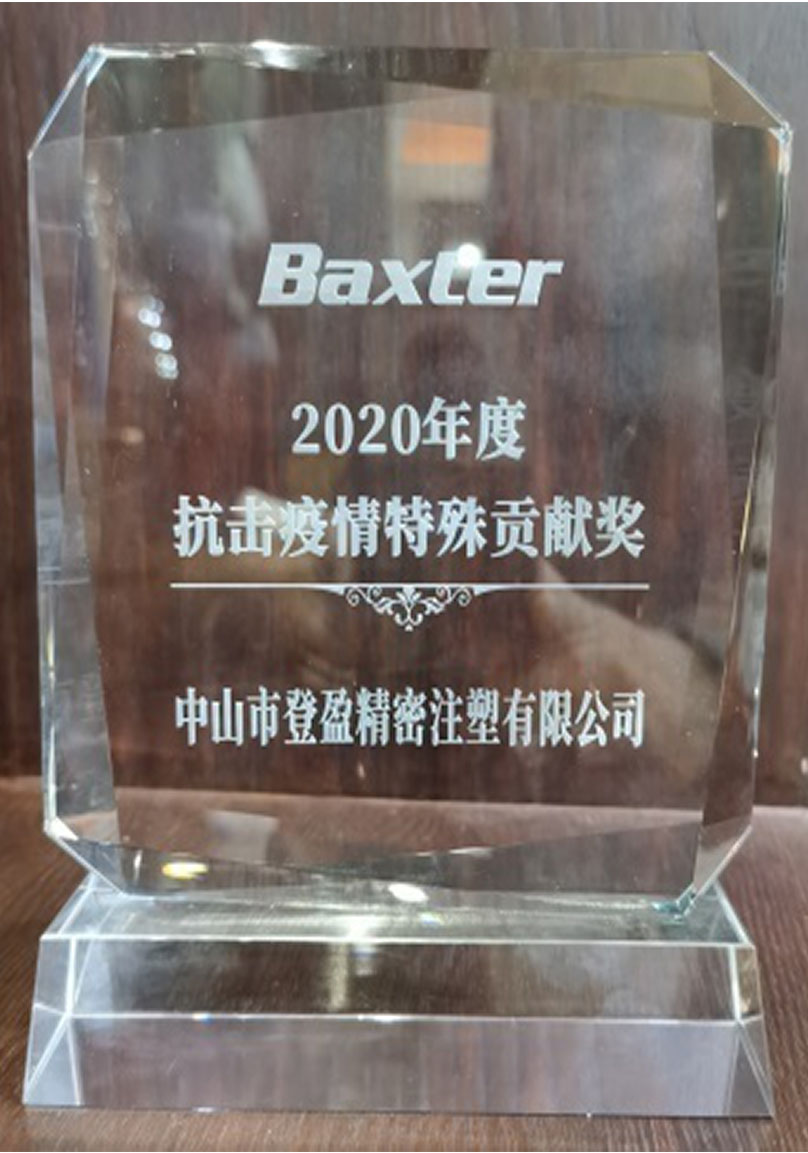 Baxter
2020年度
抗击疫情特殊贡献奖
中山市登盈精密注塑有限公司